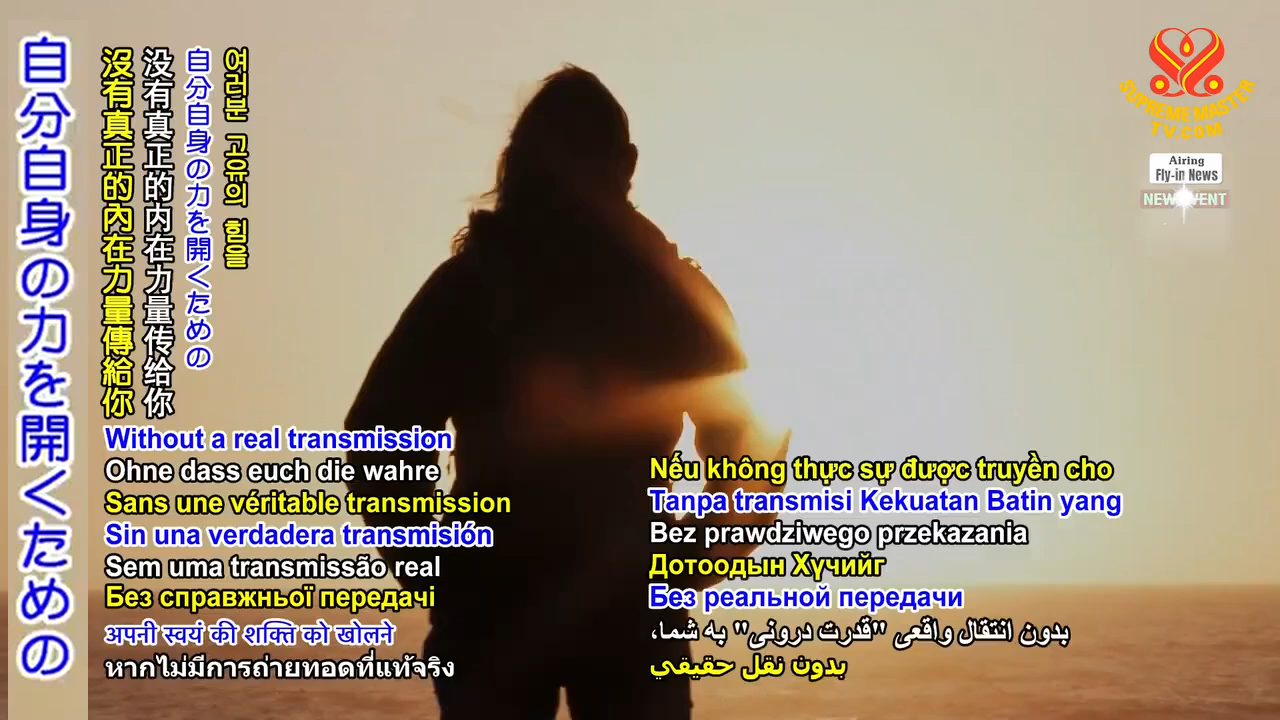 自分自身の力を開くための
沒有真正的內在力量傳給你
没有真正的内在力量传给你
自分自身の力を開くための
여러분 고유의 힘을
Without a real transmission
Ohne dass euch die wahre
Sans une véritable transmission
Sin una verdadera transmisión
Sem uma transmissão real
Без справжньої передачі
अपनी स्वयं की शक्ति को खोलने
หากไม่มีการถ่ายทอดที่แท้จริง
Nếu không thực sự được truyền cho
Tanpa transmisi Kekuatan Batin yang
Bez prawdziwego przekazania
Дотоодын Хүчийг
Без реальной передачи
بدون انتقال واقعی "قدرت درونی" به شما،
بدون نقل حقيقي
SUPREME MASTER
TV.COM
Airing
Fly-in News